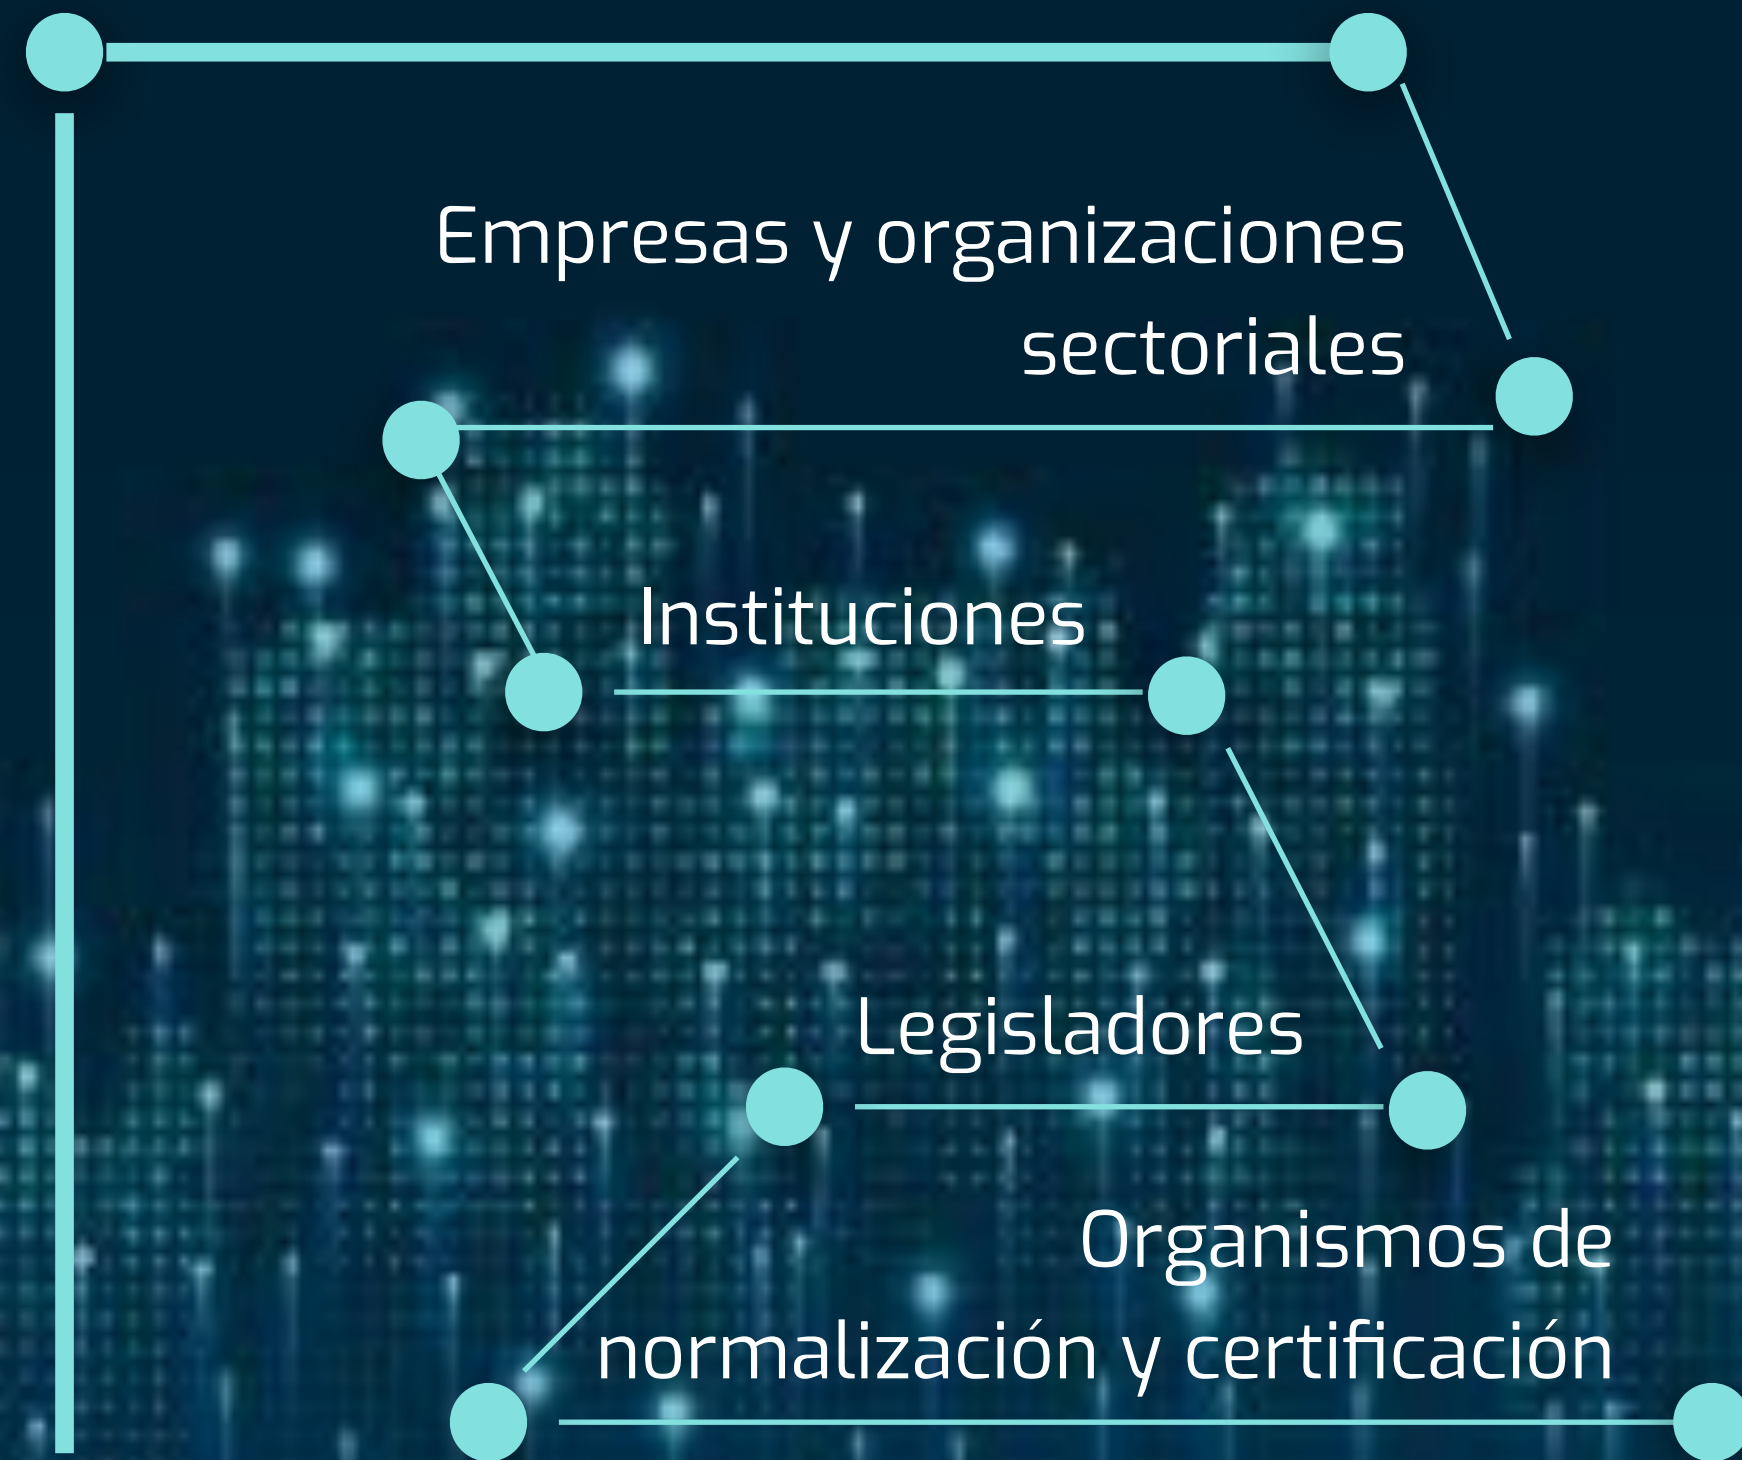 Empresas y organizaciones
sectoriales
Instituciones
Legisladores
Organismos de
normalización y certificación